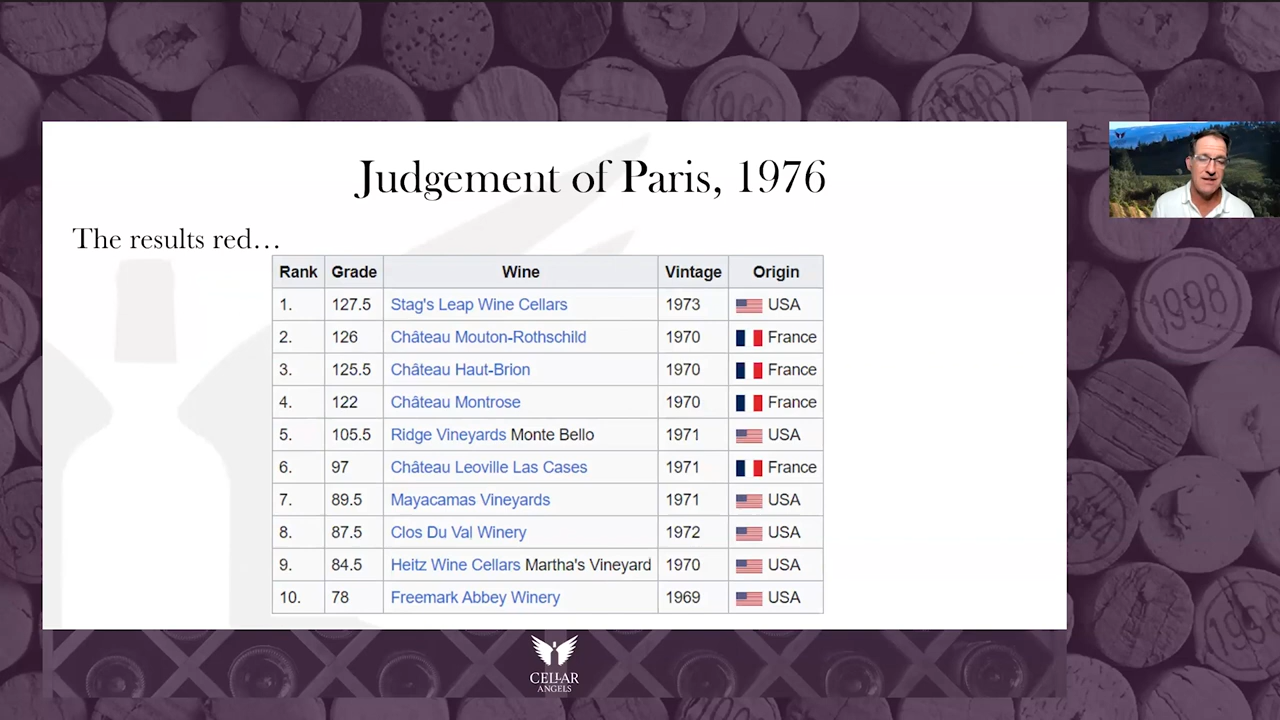 Judgement of Paris, 1976
The results red…
Rank Grade Wine Vintage Origin
1. 127.5 Stag's Leap Wine Cellars 1973 USA
2. 126 Château Mouton-Rothschild 1970 France
3. 125.5 Château Haut-Brion 1970 France
4. 122 Château Montrose 1970 France
5. 105.5 Ridge Vineyards Monte Bello 1971 USA
6. 97 Château Leoville Las Cases 1971 France
7. 89.5 Mayacamas Vineyards 1971 USA
8. 87.5 Clos Du Val Winery 1972 USA
9. 84.5 Heitz Wine Cellars Martha's Vineyard 1970 USA
10. 78 Freemark Abbey Winery 1969 USA
CELLAR
ANGELS
1998
1998